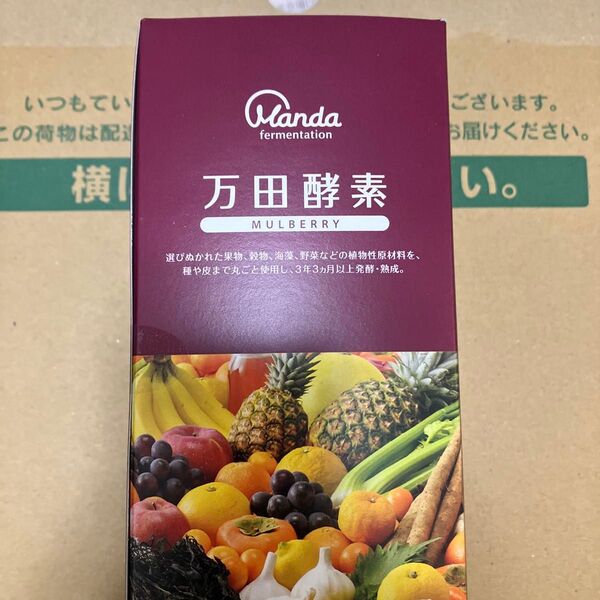 いつもてい
ございます。
この荷物は配送
お届けください。
横に
い。
Manda
fermentation
万田酵素
MULBERRY
選びぬかれた果物、穀物、海藻、野菜などの植物性原材料を、
種や皮まで丸ごと使用し、3年3ヵ月以上発酵・熟成。